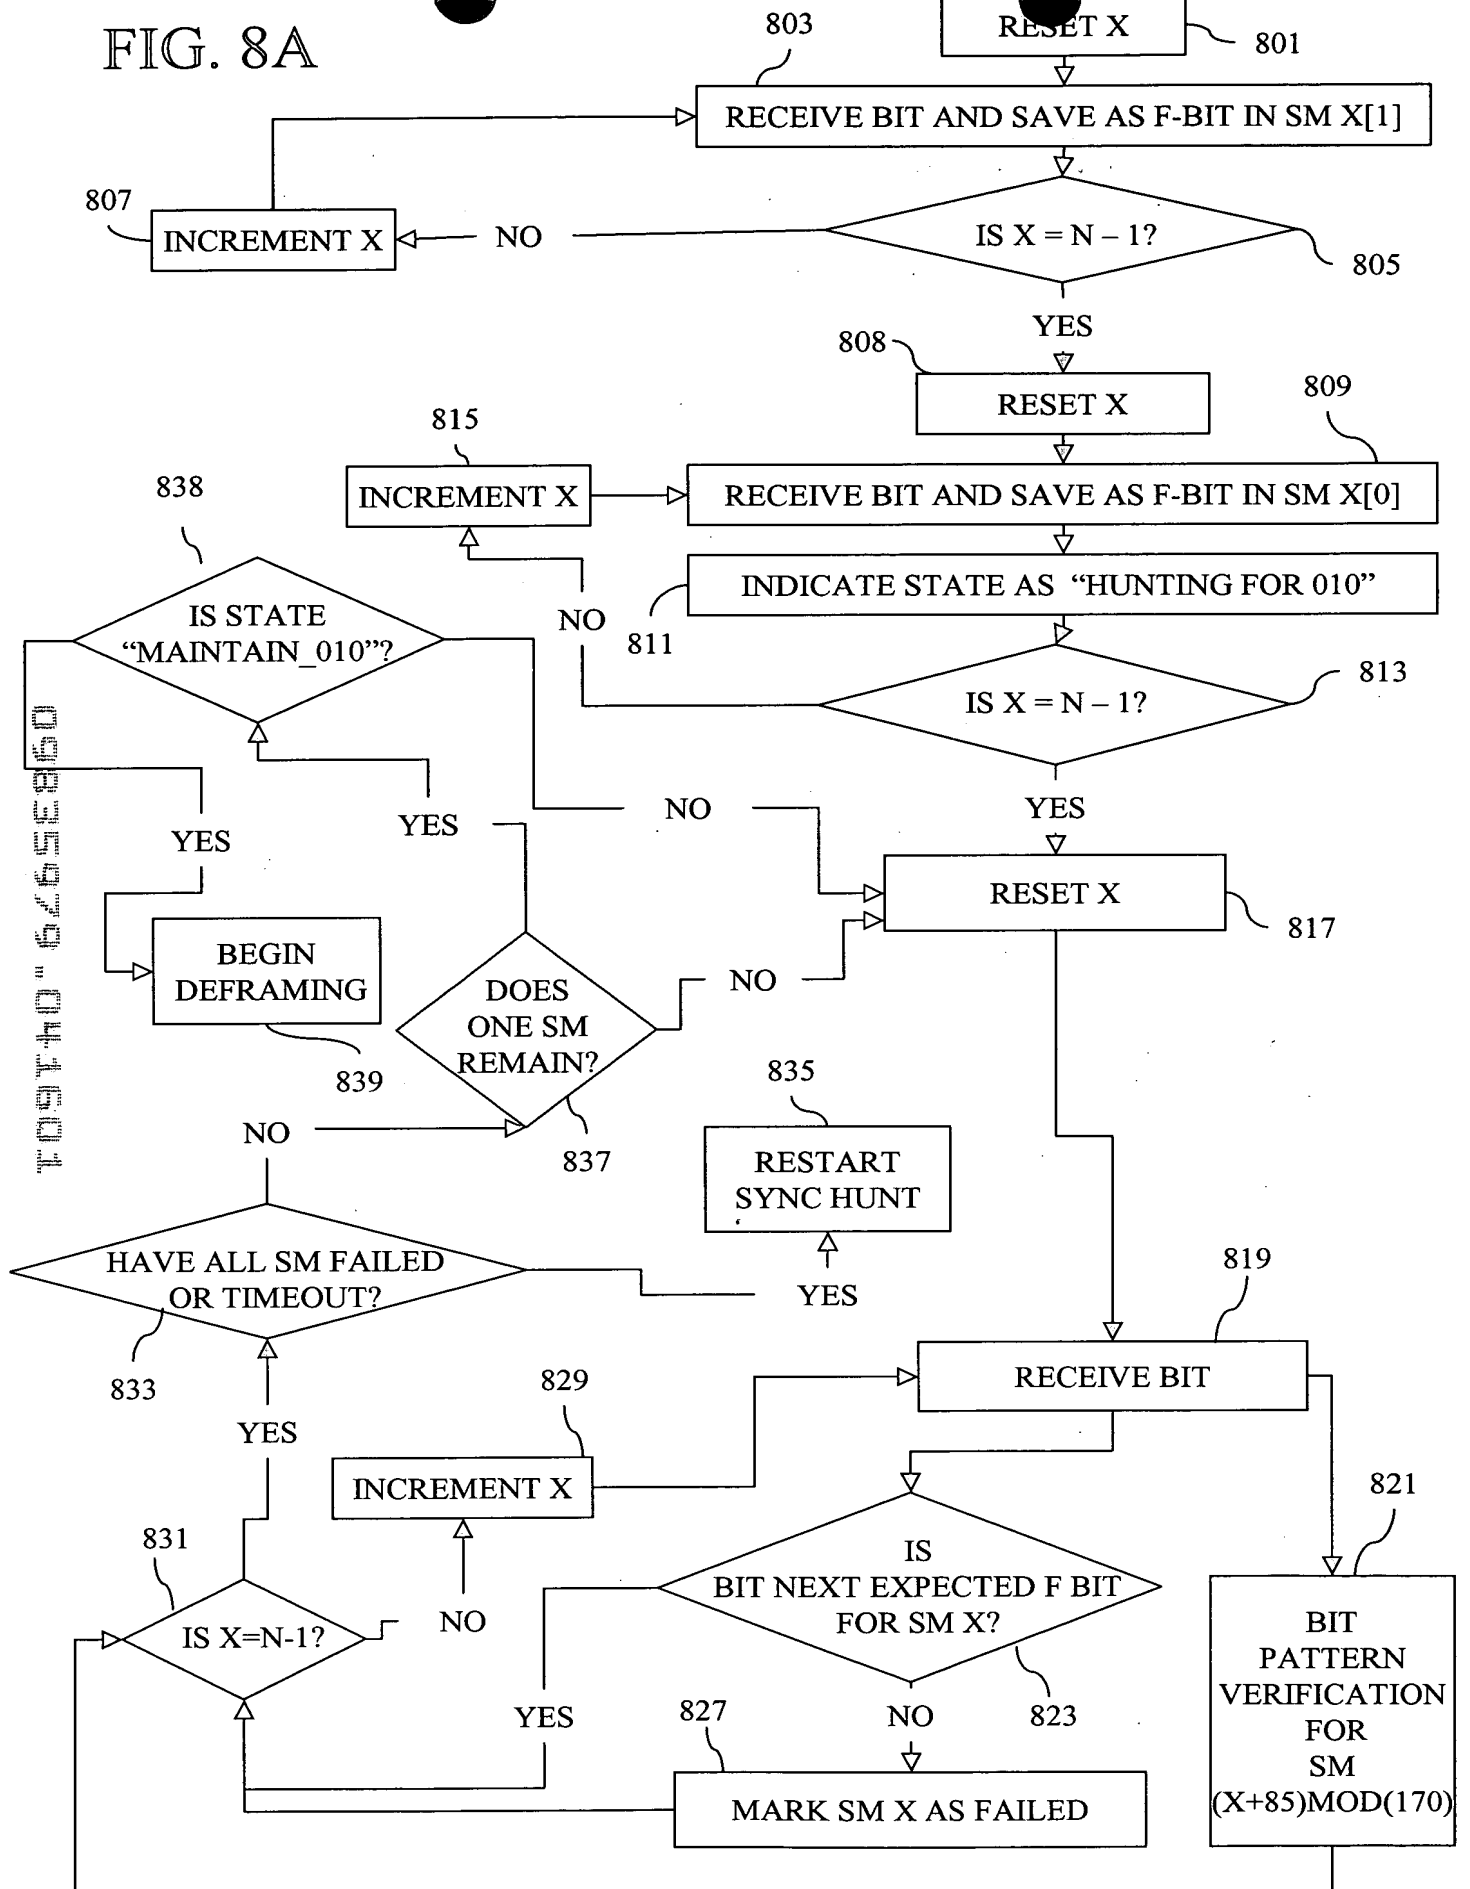 FIG. 8A
RESET X
801
803
RECEIVE BIT AND SAVE AS F-BIT IN SM X[1]
807
INCREMENT X
NO
IS X = N – 1?
805
YES
808
RESET X
809
815
INCREMENT X
RECEIVE BIT AND SAVE AS F-BIT IN SM X[0]
838
INDICATE STATE AS “HUNTING FOR 010”
811
NO
IS STATE
“MAINTAIN_010”?
IS X = N – 1?
813
YES
YES
NO
YES
RESET X
817
BEGIN
DEFRAMING
839
DOES
ONE SM
REMAIN?
837
NO
NO
835
RESTART
SYNC HUNT
HAVE ALL SM FAILED
OR TIMEOUT?
833
YES
819
RECEIVE BIT
829
YES
INCREMENT X
821
831
IS X=N-1?
NO
IS
BIT NEXT EXPECTED F BIT
FOR SM X?
823
BIT
PATTERN
VERIFICATION
FOR
SM
(X+85)MOD(170)
YES
NO
827
MARK SM X AS FAILED
09835979 . 041601